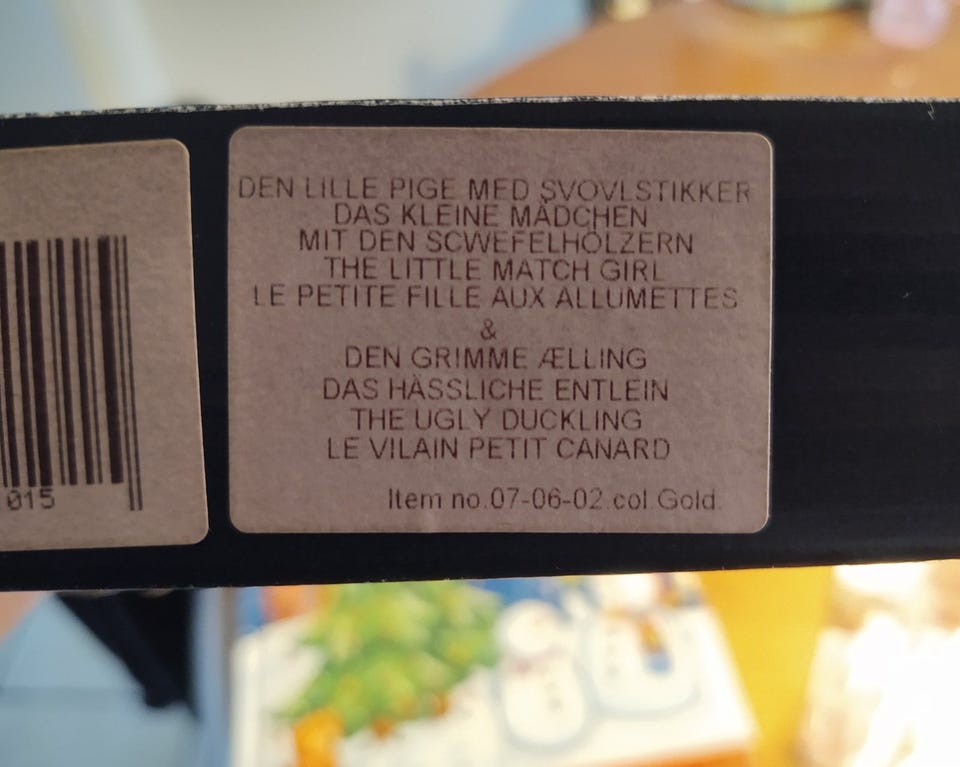 015
DEN LILLE PIGE MED SVOVLSTIKKER
DAS KLEINE MÄDCHEN
MIT DEN SCWEFELHÖLZERN
THE LITTLE MATCH GIRL
LE PETITE FILLE AUX ALLUMETTES
&
DEN GRIMME ÆLLING
DAS HÄSSLICHE ENTLEIN
THE UGLY DUCKLING
LE VILAIN PETIT CANARD
Item no.07-06-02.col.Gold.